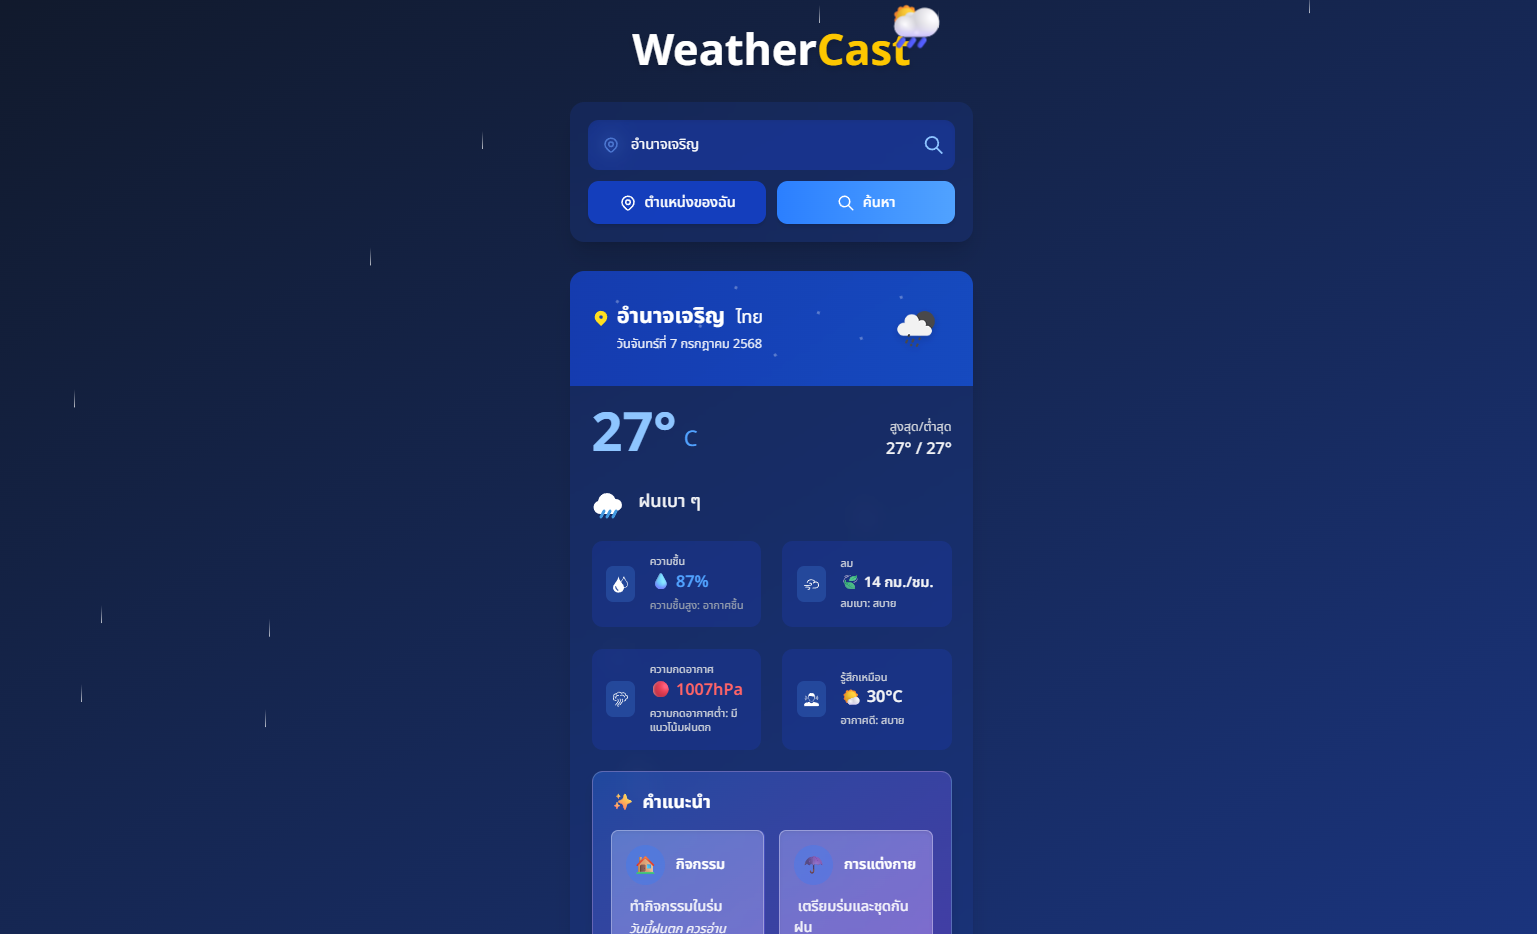 WeatherCast
อำนาจเจริญ
ตำแหน่งของฉัน
ค้นหา
อำนาจเจริญ ไทย
วันจันทร์ที่ 7 กรกฎาคม 2568
27° C
สูงสุด/ต่ำสุด
27° / 27°
ฝนเบา ๆ
ความชื้น
87%
ความชื้นสูง: อากาศชื้น
ลม
14 กม./ชม.
ลมเบา: สบาย
ความกดอากาศ
1007hPa
ความกดอากาศต่ำ: มี
แนวโน้มฝนตก
รู้สึกเหมือน
30°C
อากาศดี: สบาย
คำแนะนำ
กิจกรรม
ทำกิจกรรมในร่ม
วันนี้ฝนตก ควรอ่าน
การแต่งกาย
เตรียมร่มและชุดกัน
ฝน